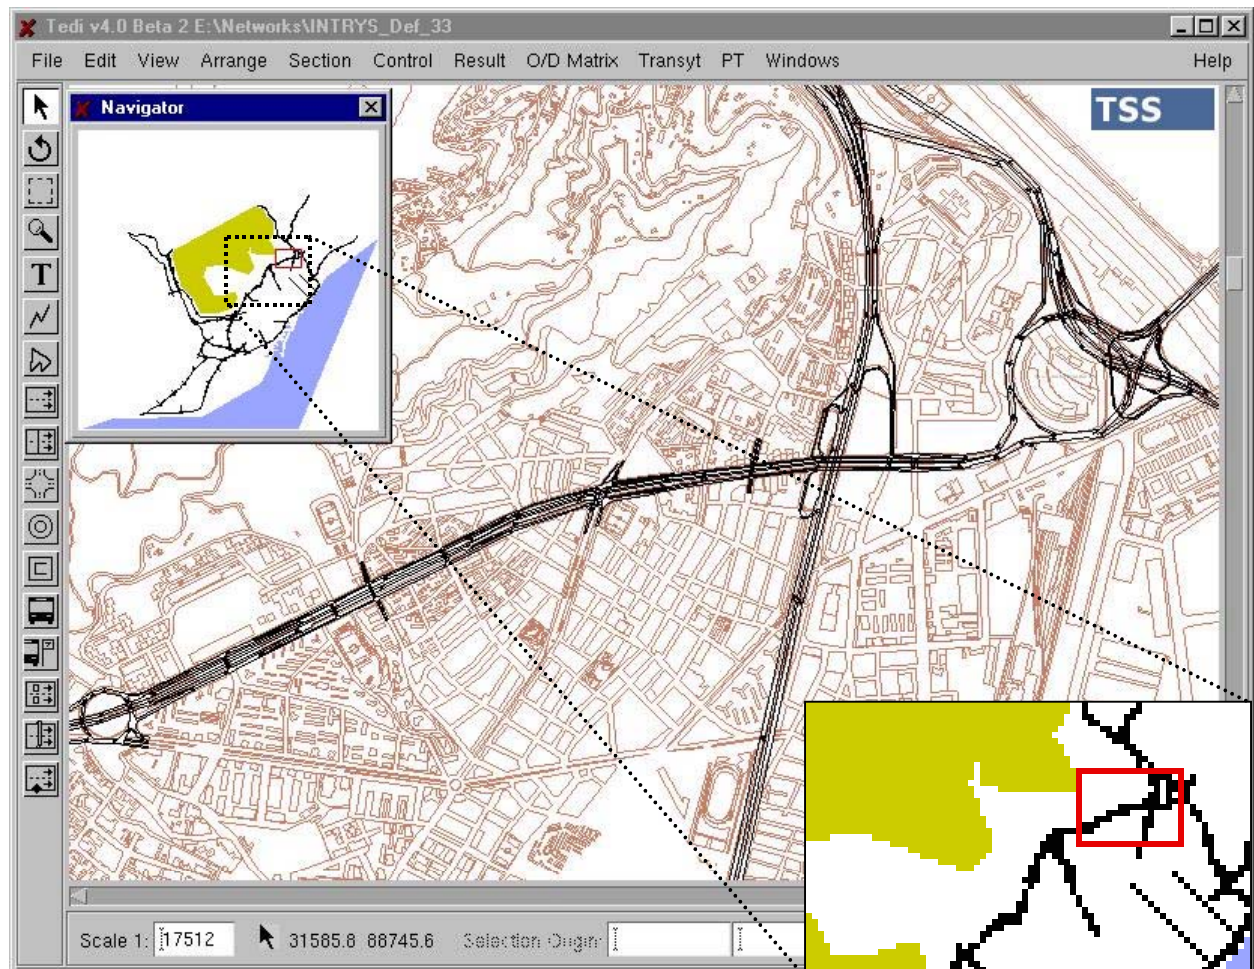 Tedi v4.0 Beta 2 E:\Networks\INTRYS_Def_33
File Edit View Arrange Section Control Result O/D Matrix Transyt PT Windows Help
Navigator
TSS
T
Scale 1: 17512 31585.8 88745.6 Selection Origin: